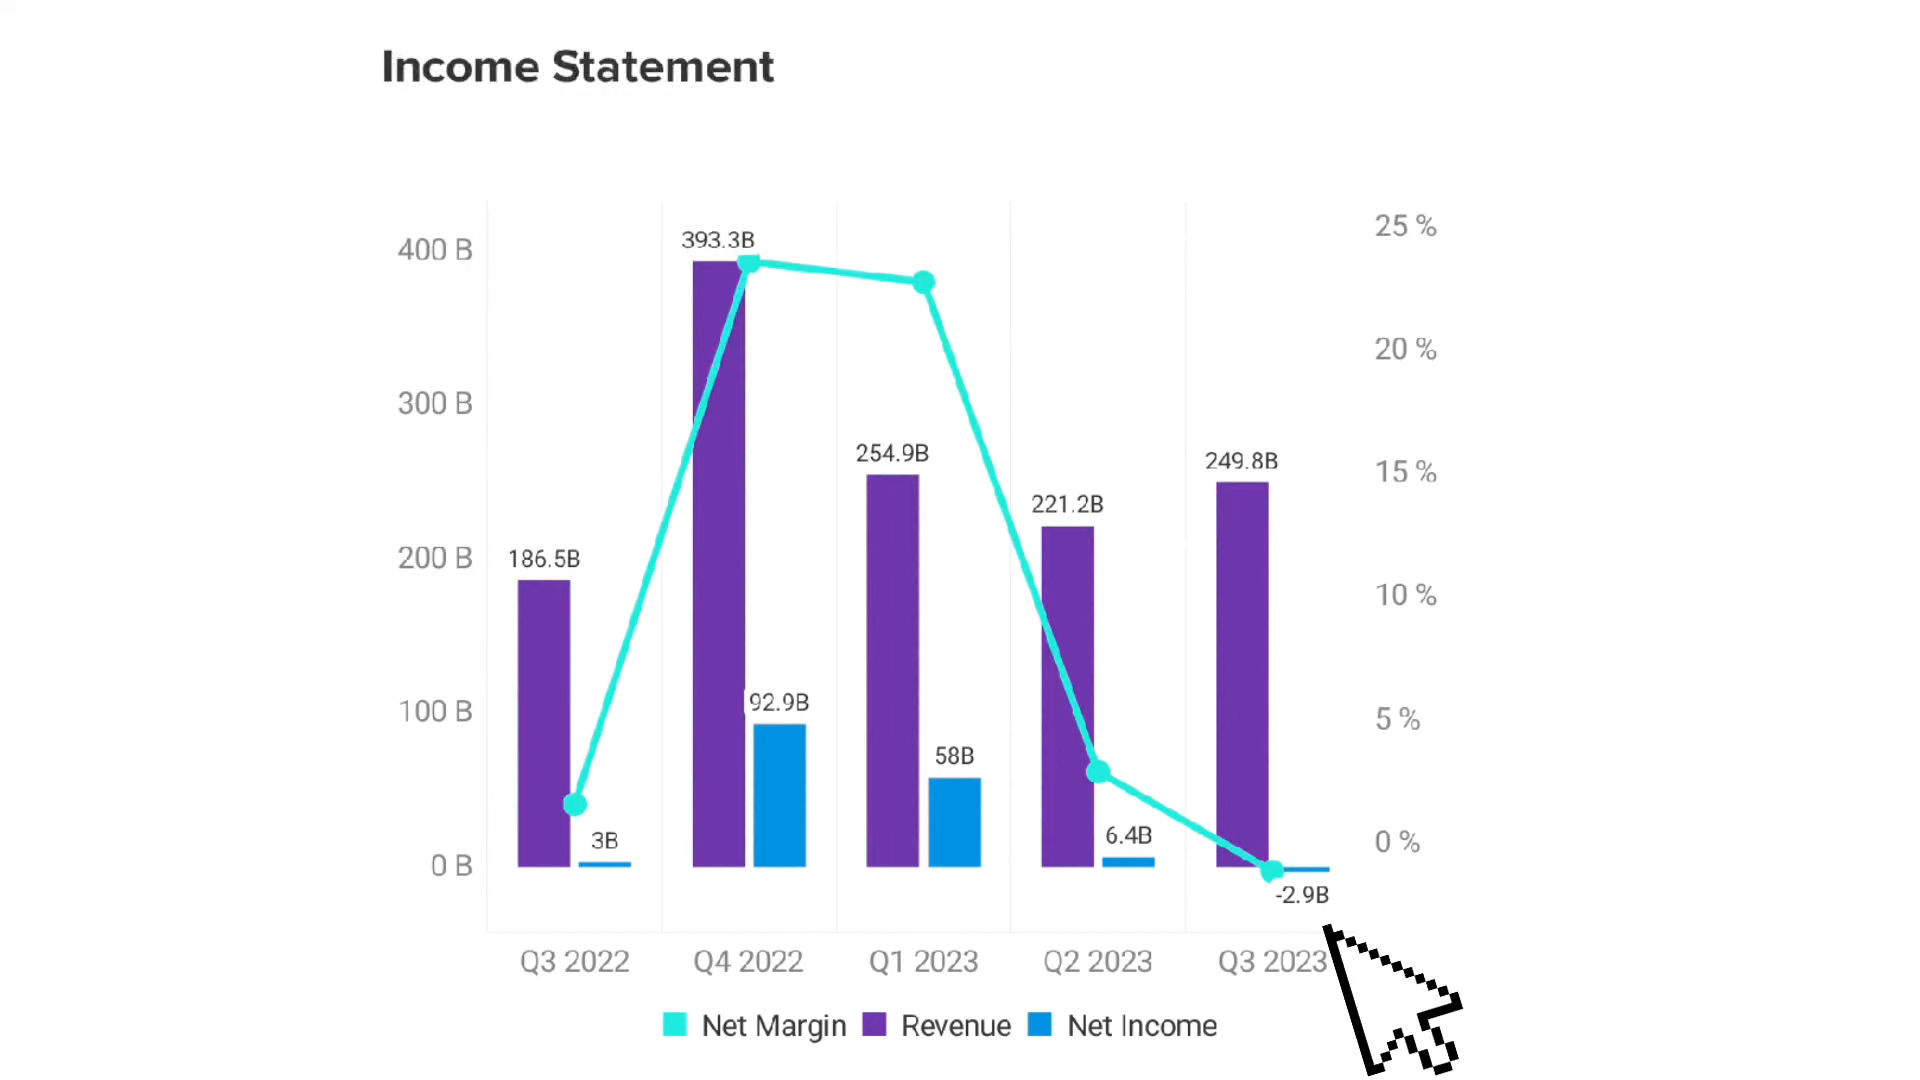 Income Statement
25 %
393.3B
400 B
20 %
300 B
254.9B
249.8B
15 %
221.2B
200 B
186.5B
10 %
92.9B
100 B
5 %
58B
6.4B
3B
0 %
0 B
-2.9B
Q3 2022 Q4 2022 Q1 2023 Q2 2023 Q3 2023
Net Margin Revenue Net Income